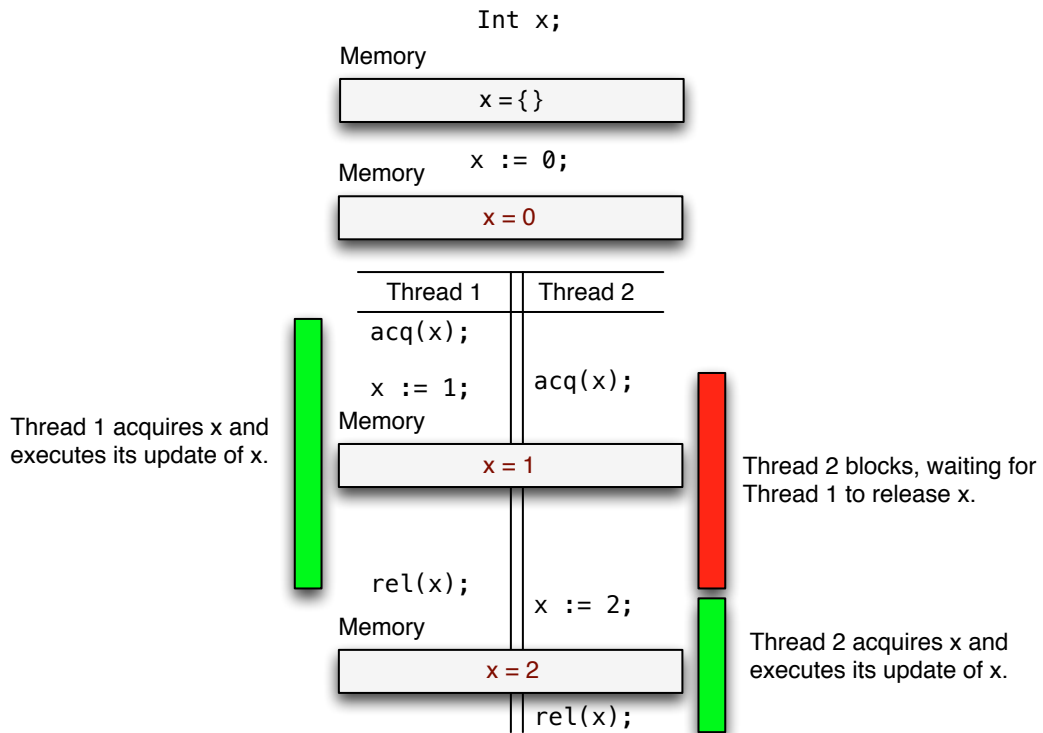 Int x;
Memory
x = { }
x := 0;
Memory
x = 0
Thread 1
Thread 2
acq(x);
x := 1;
acq(x);
Thread 1 acquires x and
executes its update of x.
Memory
x = 1
Thread 2 blocks, waiting for
Thread 1 to release x.
rel(x);
x := 2;
Memory
x = 2
Thread 2 acquires x and
executes its update of x.
rel(x);